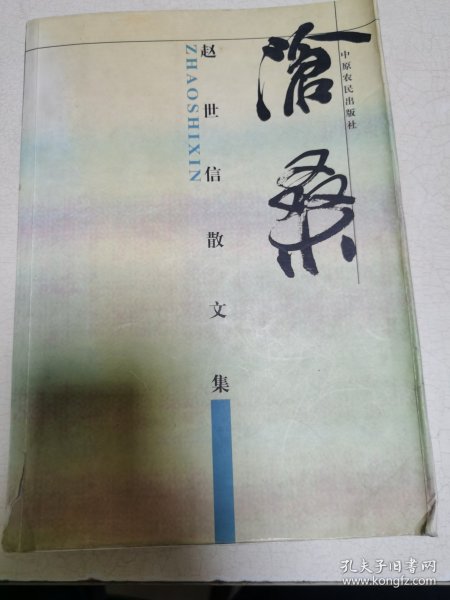 沧桑
中原农民出版社
赵世信散文集
ZHAOSHIXIN
孔夫子旧书网
www.kongfz.com